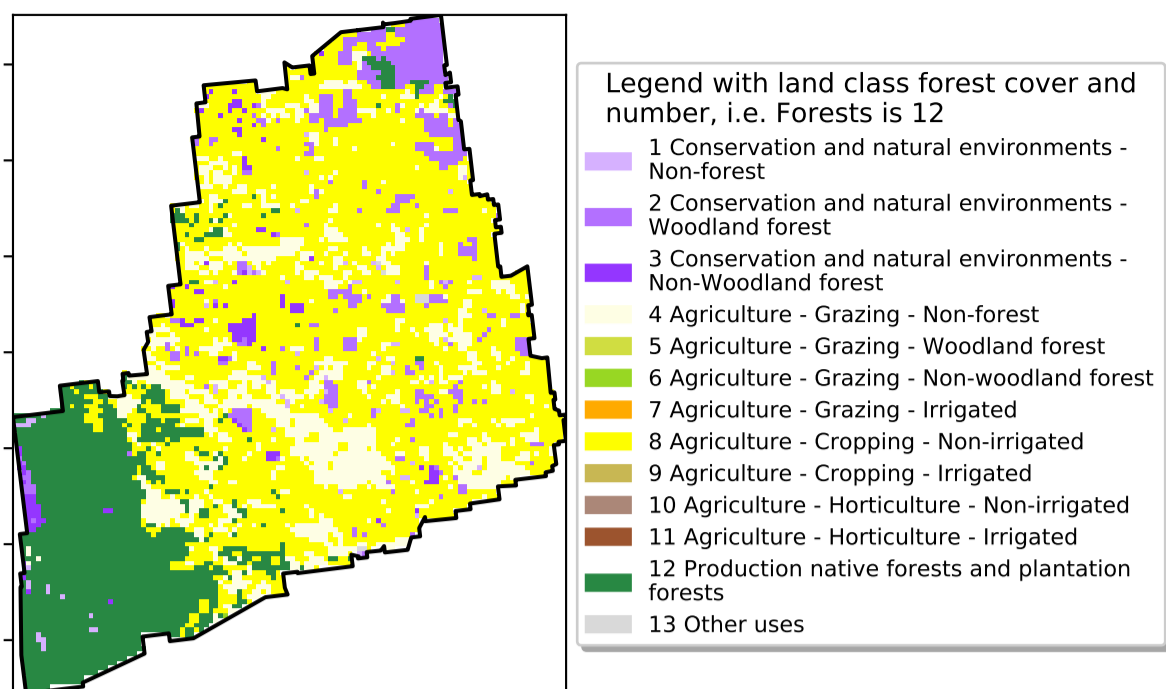 Legend with land class forest cover and
number, i.e. Forests is 12
1 Conservation and natural environments -
Non-forest
2 Conservation and natural environments -
Woodland forest
3 Conservation and natural environments -
Non-Woodland forest
4 Agriculture - Grazing - Non-forest
5 Agriculture - Grazing - Woodland forest
6 Agriculture - Grazing - Non-woodland forest
7 Agriculture - Grazing - Irrigated
8 Agriculture - Cropping - Non-irrigated
9 Agriculture - Cropping - Irrigated
10 Agriculture - Horticulture - Non-irrigated
11 Agriculture - Horticulture - Irrigated
12 Production native forests and plantation
forests
13 Other uses